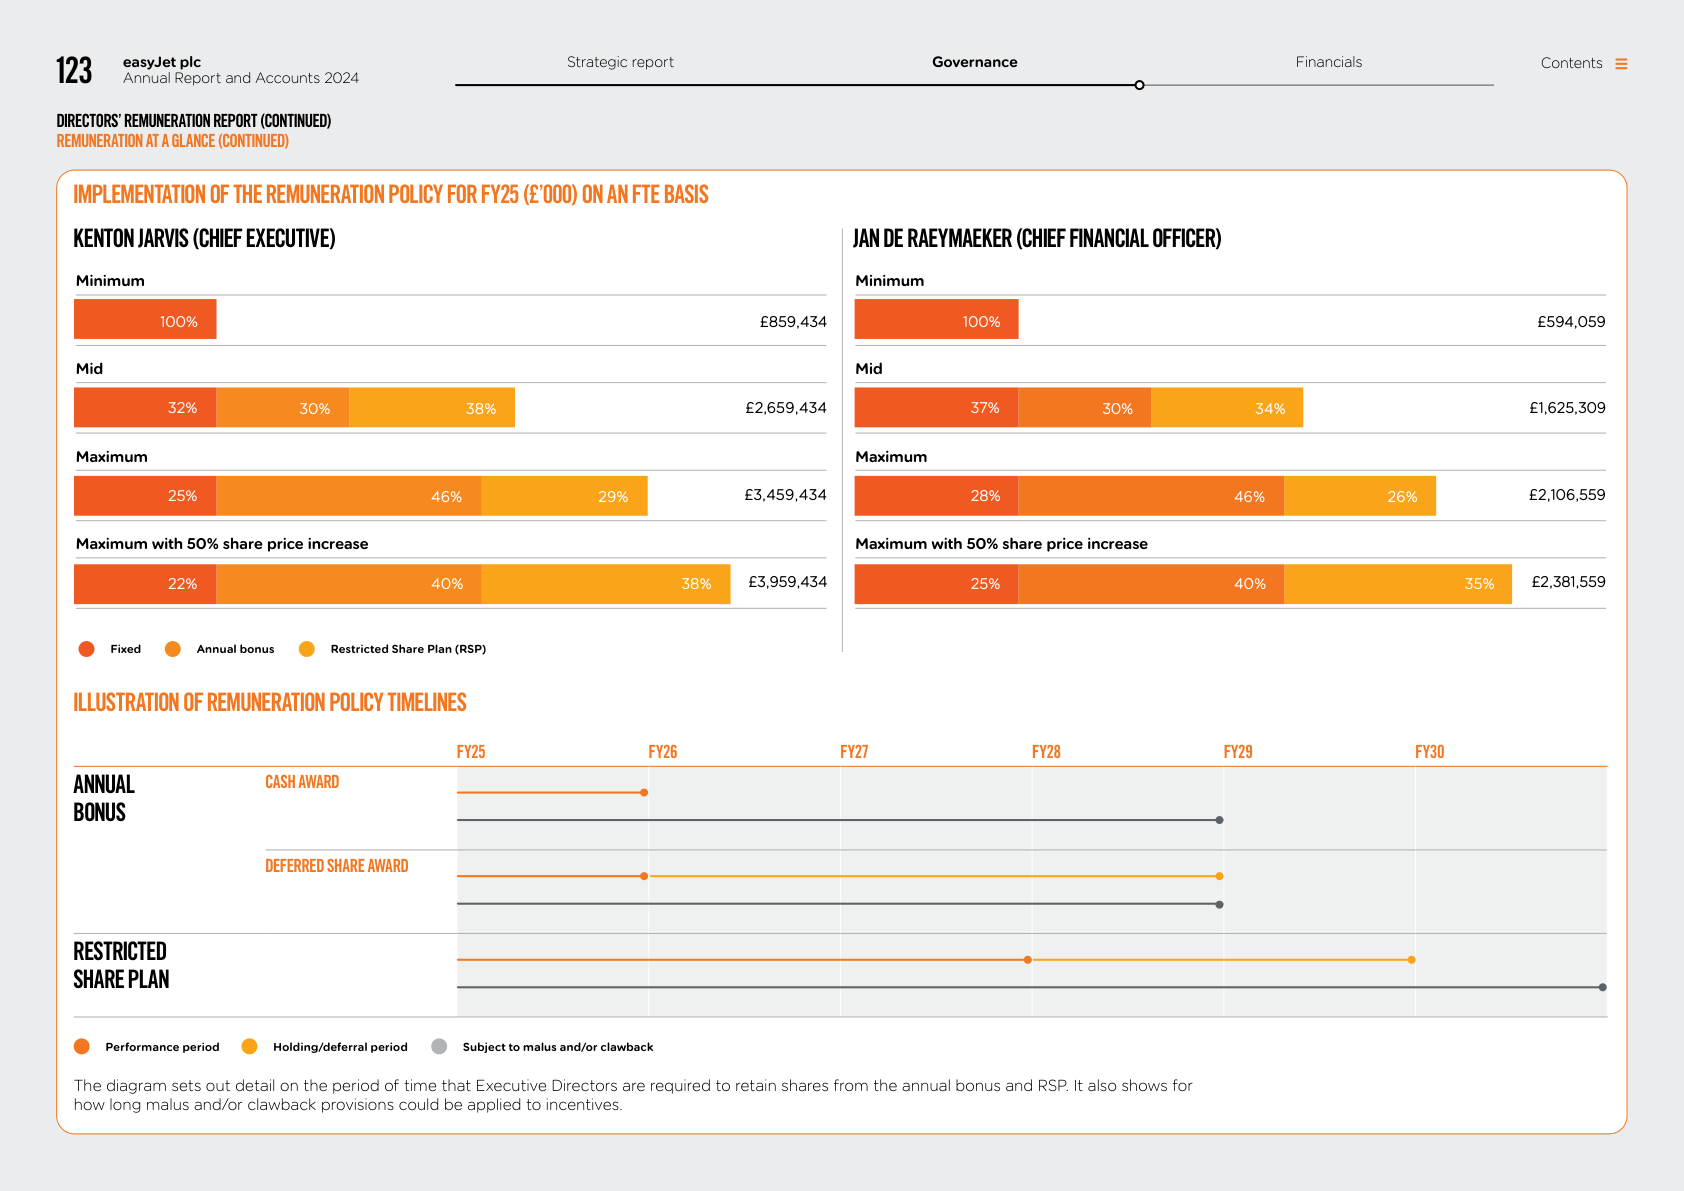 123
easyJet plc
Annual Report and Accounts 2024
Strategic report
Governance
Financials
Contents
DIRECTORS’ REMUNERATION REPORT (CONTINUED)
REMUNERATION AT A GLANCE (CONTINUED)
IMPLEMENTATION OF THE REMUNERATION POLICY FOR FY25 (£’000) ON AN FTE BASIS
KENTON JARVIS (CHIEF EXECUTIVE)
Minimum
100% £859,434
Mid
32% 30% 38% £2,659,434
Maximum
25% 46% 29% £3,459,434
Maximum with 50% share price increase
22% 40% 38% £3,959,434
Fixed Annual bonus Restricted Share Plan (RSP)
JAN DE RAEYMAEKER (CHIEF FINANCIAL OFFICER)
Minimum
100% £594,059
Mid
37% 30% 34% £1,625,309
Maximum
28% 46% 26% £2,106,559
Maximum with 50% share price increase
25% 40% 35% £2,381,559
ILLUSTRATION OF REMUNERATION POLICY TIMELINES
FY25 FY26 FY27 FY28 FY29 FY30
ANNUAL
BONUS
CASH AWARD
DEFERRED SHARE AWARD
RESTRICTED
SHARE PLAN
Performance period Holding/deferral period Subject to malus and/or clawback
The diagram sets out detail on the period of time that Executive Directors are required to retain shares from the annual bonus and RSP. It also shows for
how long malus and/or clawback provisions could be applied to incentives.